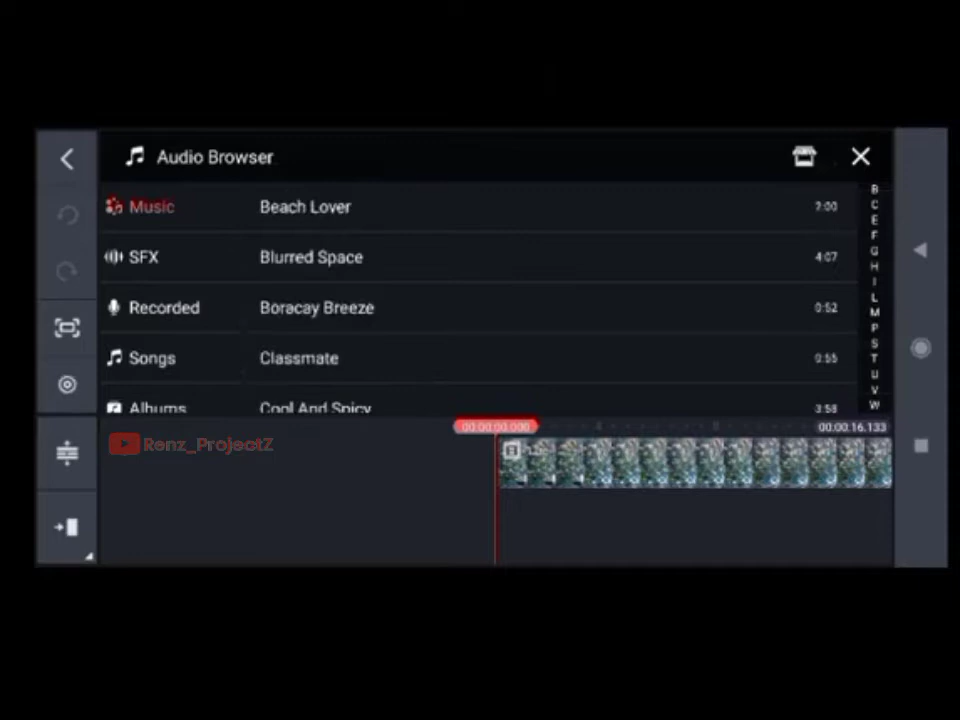 Audio Browser
Music Beach Lover 2:00
SFX Blurred Space 4:07
Recorded Boracay Breeze 0:52
Songs Classmate 0:55
Albums Cool And Spicy 3:58
B
C
E
F
G
H
I
L
M
P
S
T
U
V
W
00:00:00.000 00:00:16.133
Renz_ProjectZ